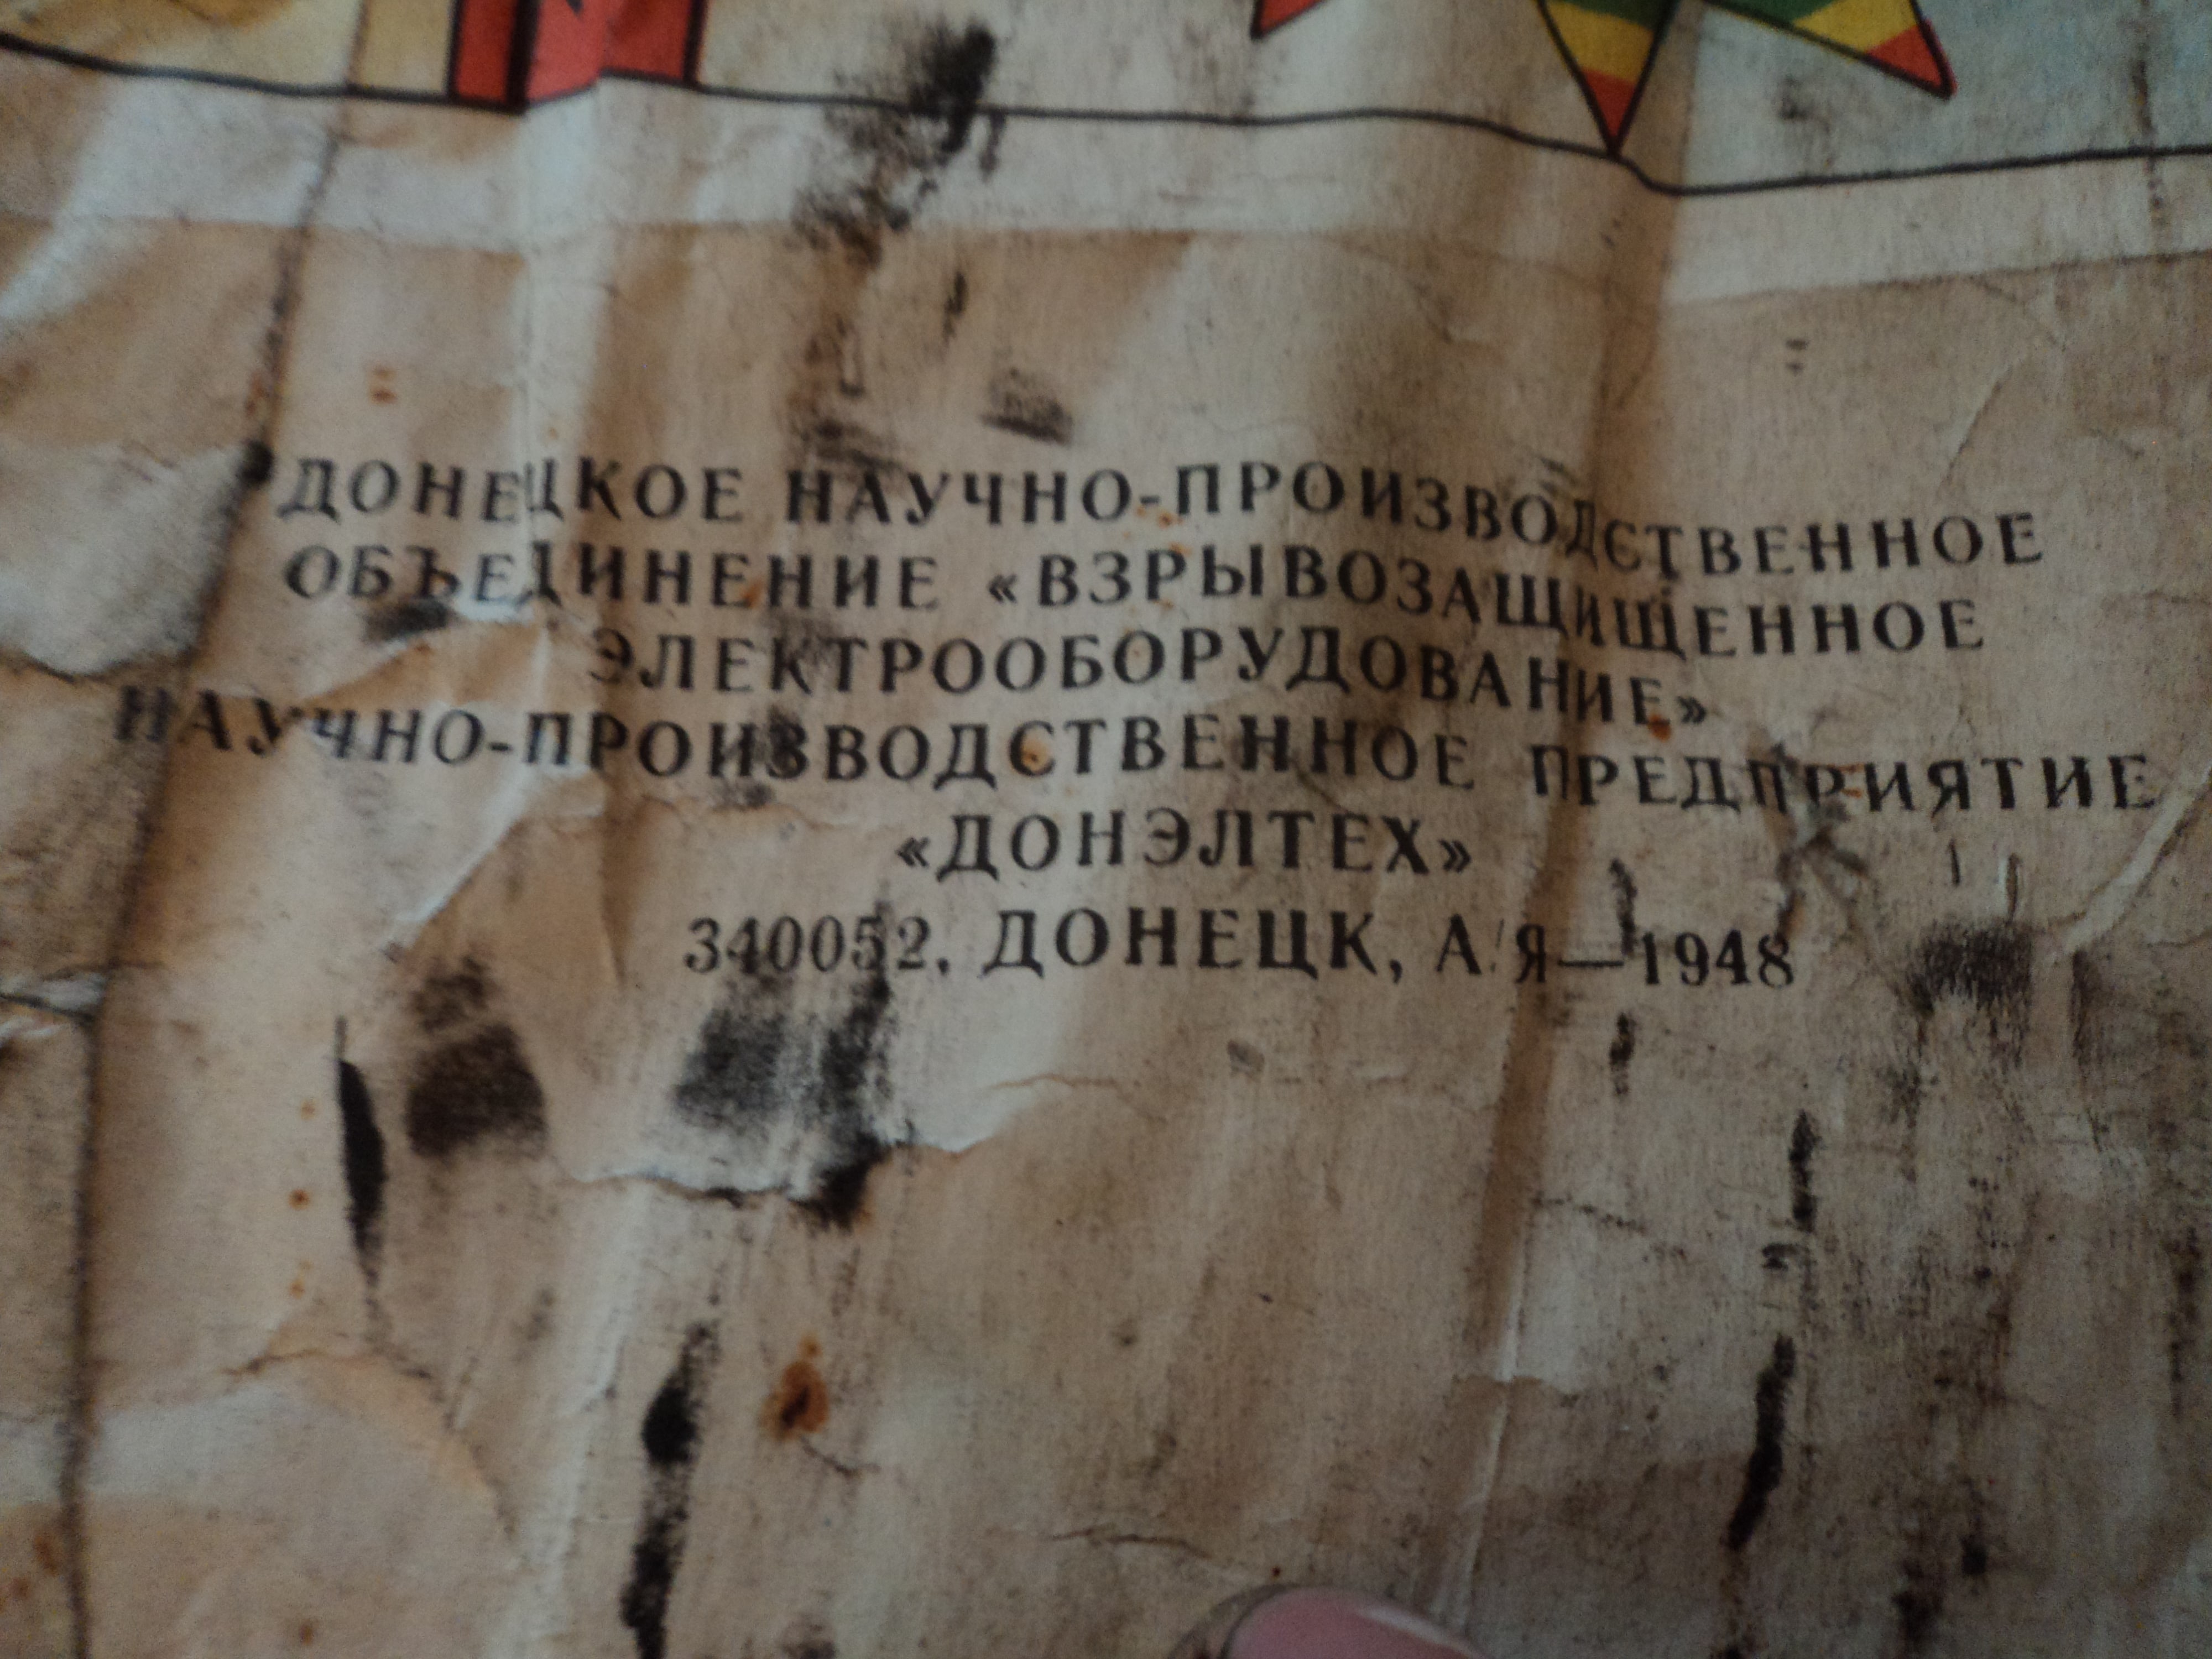 ДОНЕЦКОЕ НАУЧНО-ПРОИЗВОДСТВЕННОЕ
ОБЪЕДИНЕНИЕ «ВЗРЫВОЗАЩИЩЕННОЕ
ЭЛЕКТРООБОРУДОВАНИЕ»
НАУЧНО-ПРОИЗВОДСТВЕННОЕ ПРЕДПРИЯТИЕ
«ДОНЭЛТЕХ»
340052, ДОНЕЦК, А/Я—1948